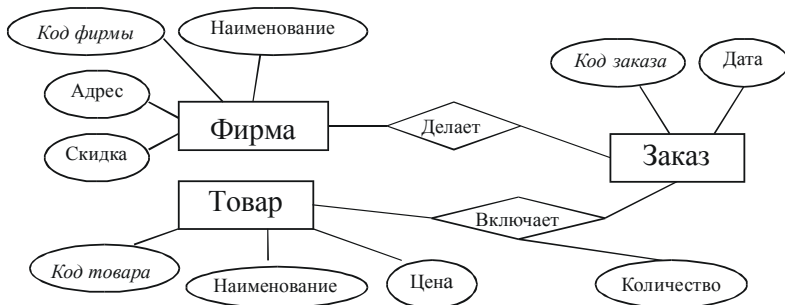 Код фирмы
Наименование
Код заказа
Дата
Адрес
Фирма
Делает
Скидка
Заказ
Товар
Включает
Код товара
Наименование
Цена
Количество